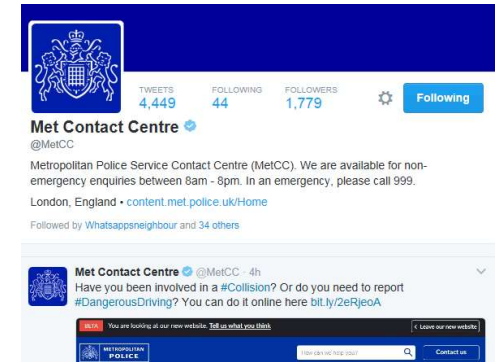 TWEETS FOLLOWING FOLLOWERS
4,449 44 1,779
Following
Met Contact Centre
@MetCC
Metropolitan Police Service Contact Centre (MetCC). We are available for non-
emergency enquiries between 8am - 8pm. In an emergency, please call 999.
London, England • content.met.police.uk/Home
Followed by Whatsappsneighbour and 34 others
Met Contact Centre @MetCC · 4h
Have you been involved in a #Collision? Or do you need to report
#DangerousDriving? You can do it online here bit.ly/2eRjeoA
BETA You are looking at our new website. Tell us what you think < Leave our new website
METROPOLITAN
POLICE
How can we help you?
Contact us